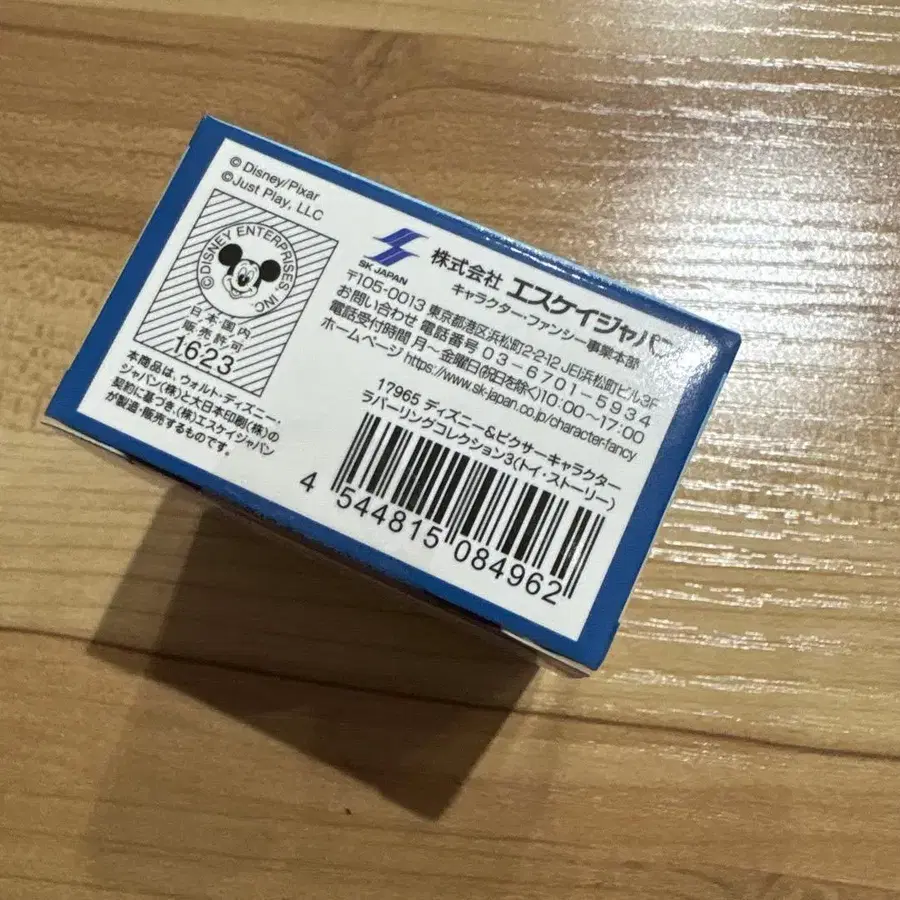 © Disney/Pixar
©Just Play, LLC
©DISNEY ENTERPRISES INC.
日本国内
販売許可
1623
本商品は、ウォルト・ディズニー・
ジャパン(株)と大日本印刷(株)の
契約に基づき、(株)エスケイジャパン
が製造・販売するものです。
SK JAPAN
株式会社 エスケイジャパン
キャラクター・ファンシー事業本部
〒105-0013 東京都港区浜松町2-2-12 JEI浜松町ビル3F
お問い合わせ 電話番号 03-6701-5934
電話受付時間 月~金曜日(祝日を除く)10:00~17:00
ホームページ https://www.sk-japan.co.jp/character-fancy
17965 ディズニー&ピクサーキャラクター
ラバーリングコレクション3(トイ・ストーリー)
4 544815 084962